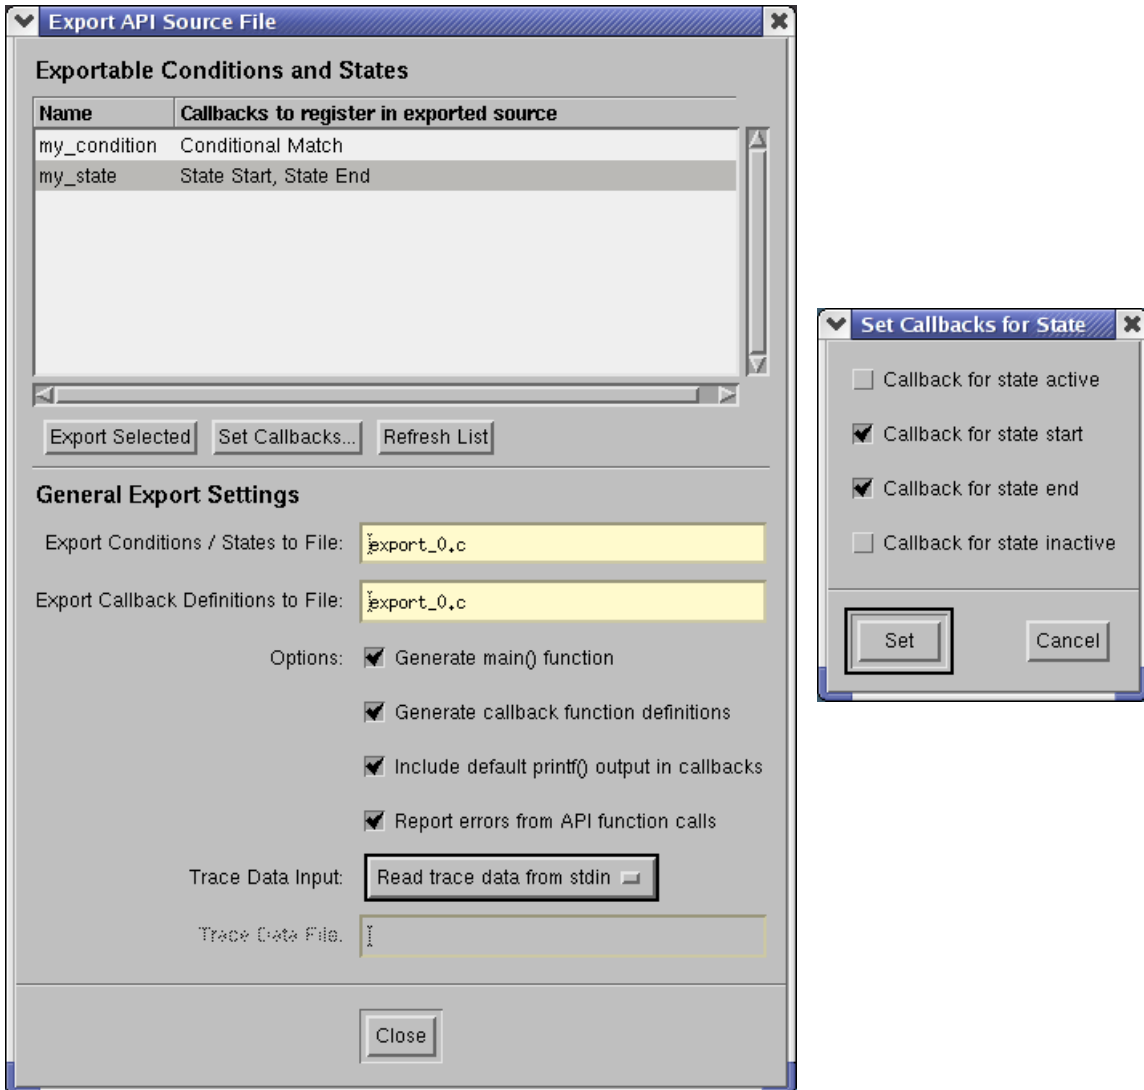 Export API Source File
Exportable Conditions and States
Name Callbacks to register in exported source
my_condition Conditional Match
my_state State Start, State End
Export Selected Set Callbacks... Refresh List
General Export Settings
Export Conditions / States to File: export_0.c
Export Callback Definitions to File: export_0.c
Options: Generate main() function
Generate callback function definitions
Include default printf() output in callbacks
Report errors from API function calls
Trace Data Input: Read trace data from stdin
Trace Data File:
Close
Set Callbacks for State
Callback for state active
Callback for state start
Callback for state end
Callback for state inactive
Set Cancel